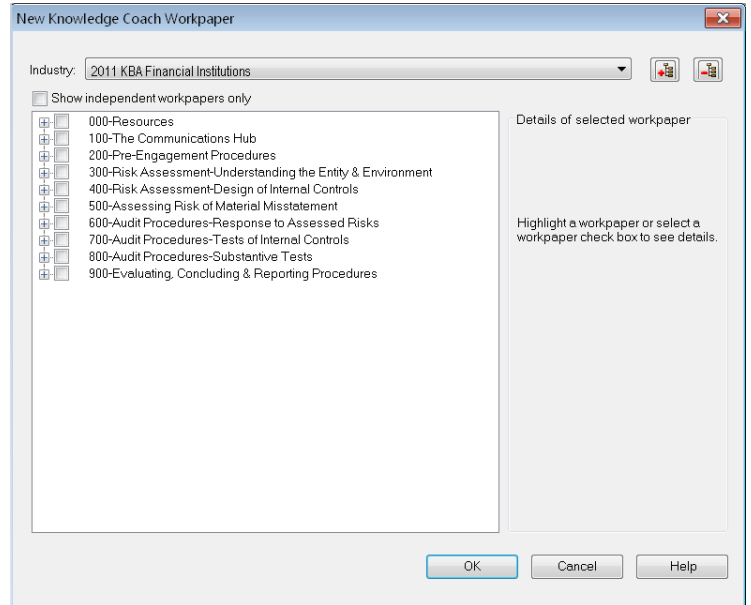 New Knowledge Coach Workpaper
Industry: 2011 KBA Financial Institutions
Show independent workpapers only
000-Resources
100-The Communications Hub
200-Pre-Engagement Procedures
300-Risk Assessment-Understanding the Entity & Environment
400-Risk Assessment-Design of Internal Controls
500-Assessing Risk of Material Misstatement
600-Audit Procedures-Response to Assessed Risks
700-Audit Procedures-Tests of Internal Controls
800-Audit Procedures-Substantive Tests
900-Evaluating, Concluding & Reporting Procedures
Details of selected workpaper
Highlight a workpaper or select a
workpaper check box to see details.
OK Cancel Help